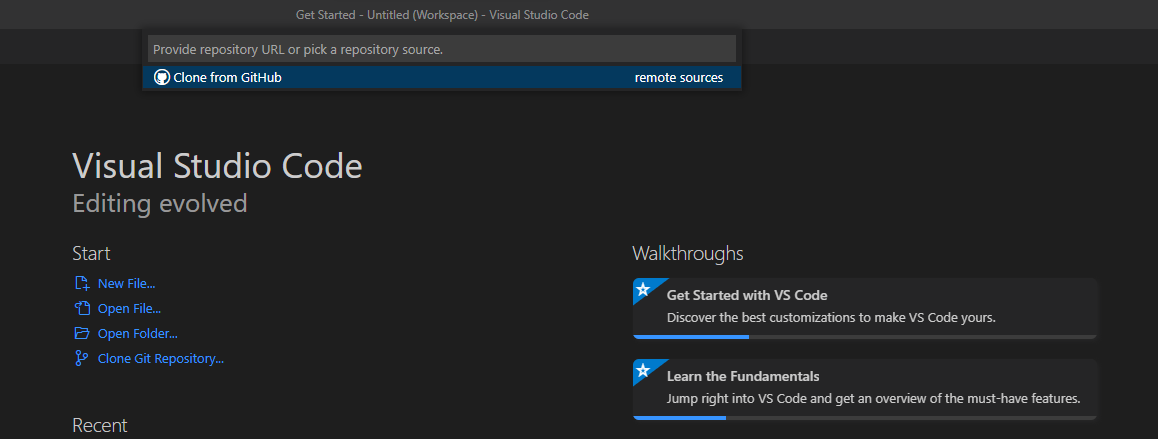 Get Started - Untitled (Workspace) - Visual Studio Code
Provide repository URL or pick a repository source.
Clone from GitHub remote sources
Visual Studio Code
Editing evolved
Start
New File...
Open File...
Open Folder...
Clone Git Repository...
Recent
Walkthroughs
Get Started with VS Code
Discover the best customizations to make VS Code yours.
Learn the Fundamentals
Jump right into VS Code and get an overview of the must-have features.